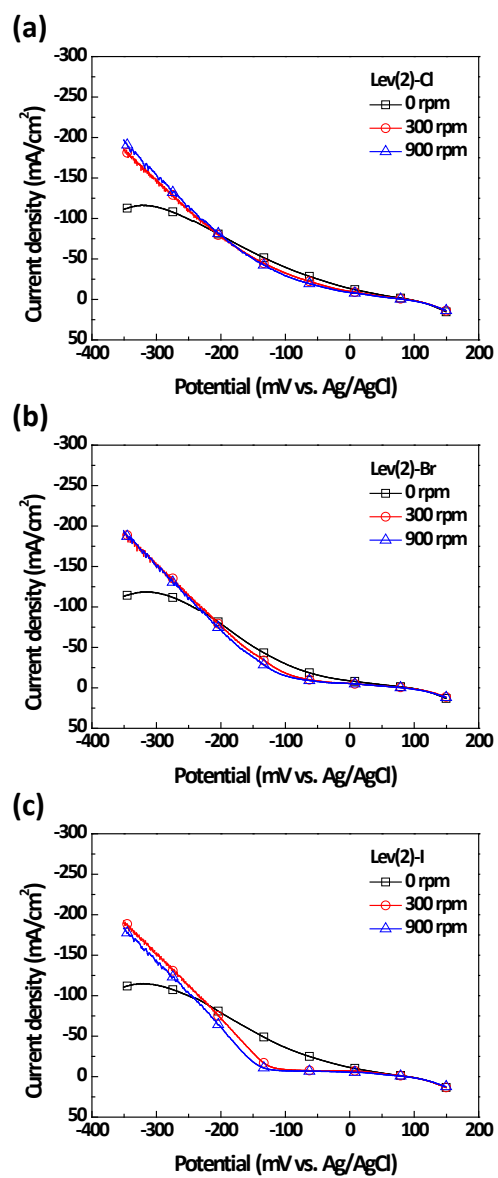 (a)
Lev(2)-Cl
0 rpm
300 rpm
900 rpm
-300
-250
-200
-150
-100
-50
0
50
Current density (mA/cm²)
-400 -300 -200 -100 0 100 200
Potential (mV vs. Ag/AgCl)
(b)
Lev(2)-Br
0 rpm
300 rpm
900 rpm
-300
-250
-200
-150
-100
-50
0
50
Current density (mA/cm²)
-400 -300 -200 -100 0 100 200
Potential (mV vs. Ag/AgCl)
(c)
Lev(2)-I
0 rpm
300 rpm
900 rpm
-300
-250
-200
-150
-100
-50
0
50
Current density (mA/cm²)
-400 -300 -200 -100 0 100 200
Potential (mV vs. Ag/AgCl)